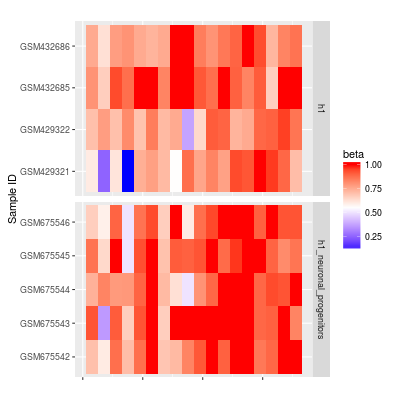 GSM432686
GSM432685
GSM429322
GSM429321
h1
GSM675546
GSM675545
GSM675544
GSM675543
GSM675542
h1_neuronal_progenitors
Sample ID
beta
1.00
0.75
0.50
0.25